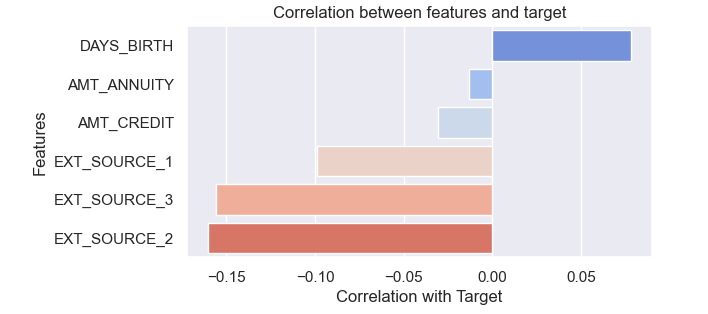 Correlation between features and target
DAYS_BIRTH
AMT_ANNUITY
AMT_CREDIT
EXT_SOURCE_1
EXT_SOURCE_3
EXT_SOURCE_2
Features
−0.15 −0.10 −0.05 0.00 0.05
Correlation with Target